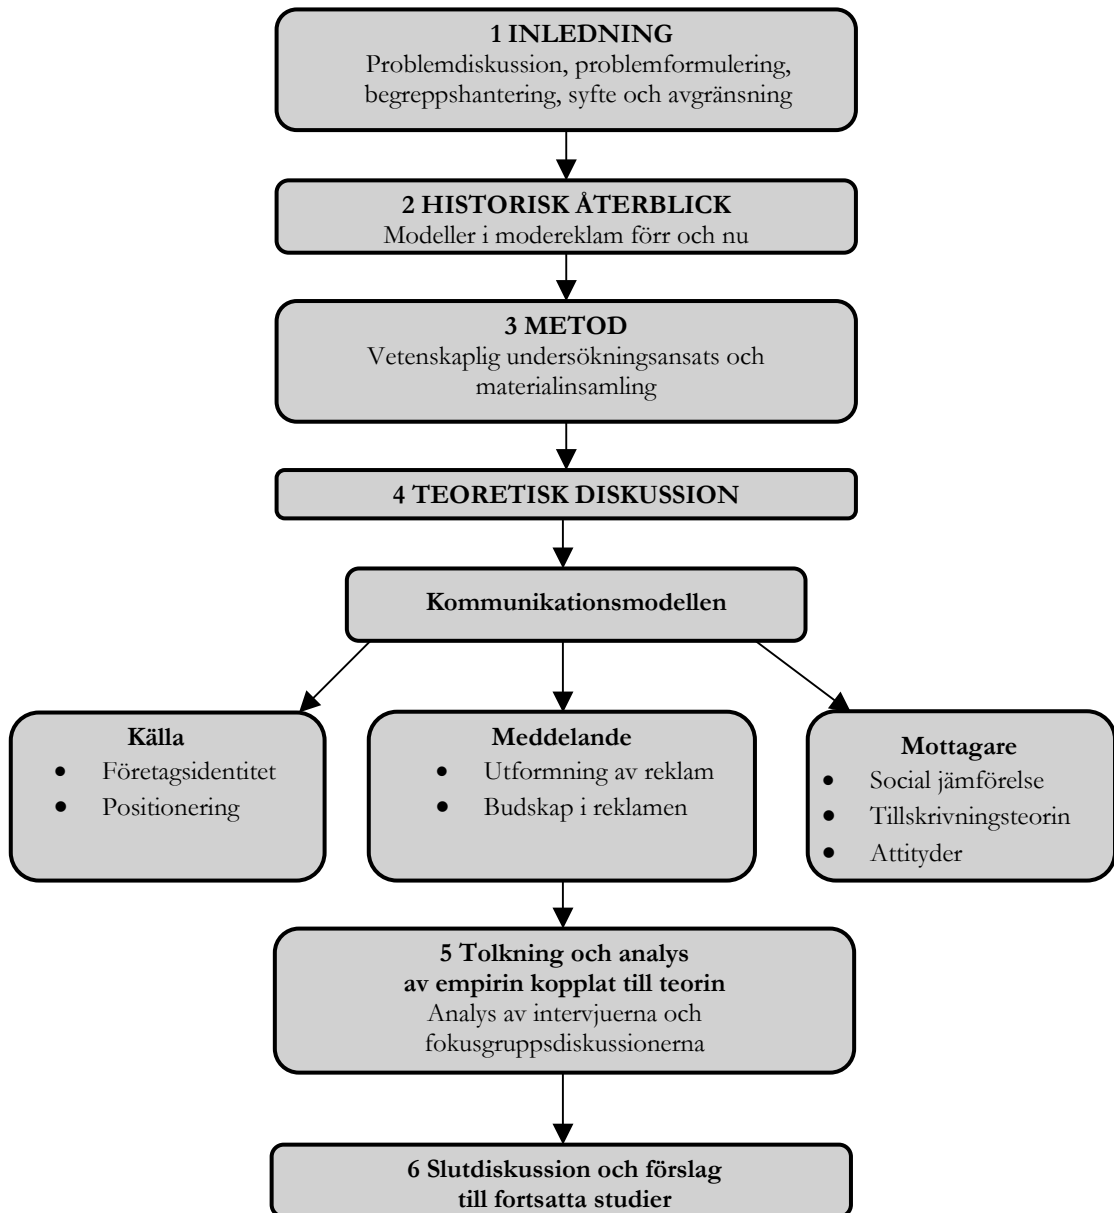 1 INLEDNING
Problemdiskussion, problemformulering,
begreppshantering, syfte och avgränsning
2 HISTORISK ÅTERBLICK
Modeller i modereklam förr och nu
3 METOD
Vetenskaplig undersökningsansats och
materialinsamling
4 TEORETISK DISKUSSION
Kommunikationsmodellen
Källa
• Företagsidentitet
• Positionering
Meddelande
• Utformning av reklam
• Budskap i reklamen
Mottagare
• Social jämförelse
• Tillskrivningsteorin
• Attityder
5 Tolkning och analys
av empirin kopplat till teorin
Analys av intervjuerna och
fokusgruppsdiskussionerna
6 Slutdiskussion och förslag
till fortsatta studier